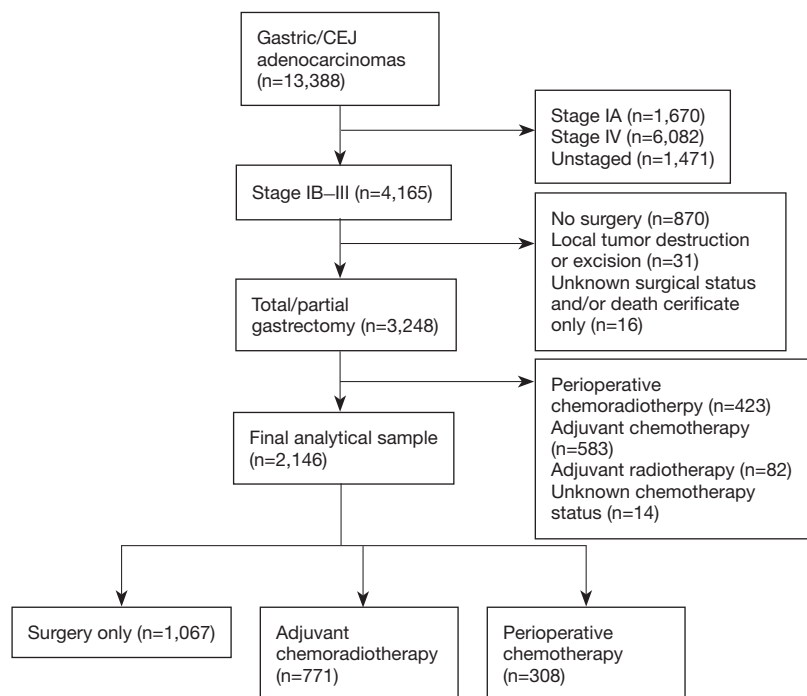 Gastric/CEJ
adenocarcinomas
(n=13,388)
Stage IA (n=1,670)
Stage IV (n=6,082)
Unstaged (n=1,471)
Stage IB–III (n=4,165)
No surgery (n=870)
Local tumor destruction
or excision (n=31)
Unknown surgical status
and/or death cerificate
only (n=16)
Total/partial
gastrectomy (n=3,248)
Perioperative
chemoradiotherpy (n=423)
Adjuvant chemotherapy
(n=583)
Adjuvant radiotherapy (n=82)
Unknown chemotherapy
status (n=14)
Final analytical sample
(n=2,146)
Surgery only (n=1,067)
Adjuvant
chemoradiotherapy
(n=771)
Perioperative
chemotherapy
(n=308)